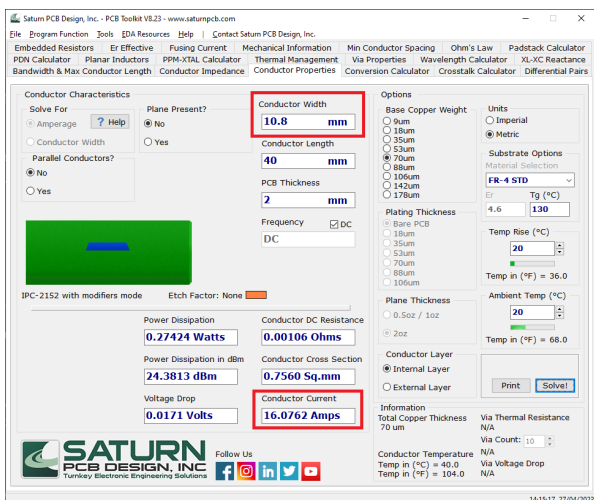 Saturn PCB Design, Inc. - PCB Toolkit V8.23 - www.saturnpcb.com
File Program Function Tools EDA Resources Help | Contact Saturn PCB Design, Inc.
Embedded Resistors Er Effective Fusing Current Mechanical Information Min Conductor Spacing Ohm's Law Padstack Calculator
PDN Calculator Planar Inductors PPM-XTAL Calculator Thermal Management Via Properties Wavelength Calculator XL-XC Reactance
Bandwidth & Max Conductor Length Conductor Impedance Conductor Properties Conversion Calculator Crosstalk Calculator Differential Pairs
Conductor Characteristics
Solve For
Amperage
? Help
Conductor Width
Plane Present?
No
Yes
Parallel Conductors?
No
Yes
Conductor Width
10.8 mm
Conductor Length
40 mm
PCB Thickness
2 mm
Frequency DC
DC
IPC-2152 with modifiers mode Etch Factor: None
Power Dissipation
0.27424 Watts
Conductor DC Resistance
0.00106 Ohms
Power Dissipation in dBm
24.3813 dBm
Conductor Cross Section
0.7560 Sq.mm
Voltage Drop
0.0171 Volts
Conductor Current
16.0762 Amps
Options
Base Copper Weight
9um
18um
35um
53um
70um
88um
106um
142um
178um
Plating Thickness
Bare PCB
18um
35um
53um
70um
88um
106um
Plane Thickness
0.5oz / 1oz
2oz
Conductor Layer
Internal Layer
External Layer
Units
Imperial
Metric
Substrate Options
Material Selection
FR-4 STD
Er Tg (°C)
4.6 130
Temp Rise (°C)
20
Temp in (°F) = 36.0
Ambient Temp (°C)
20
Temp in (°F) = 68.0
Print Solve!
Information
Total Copper Thickness
70 um
Conductor Temperature
Temp in (°C) = 40.0
Temp in (°F) = 104.0
Via Thermal Resistance
N/A
Via Count: 10
N/A
Via Voltage Drop
N/A
SATURN
PCB DESIGN, INC
Turnkey Electronic Engineering Solutions
Follow Us
14:15:17 27/04/2023